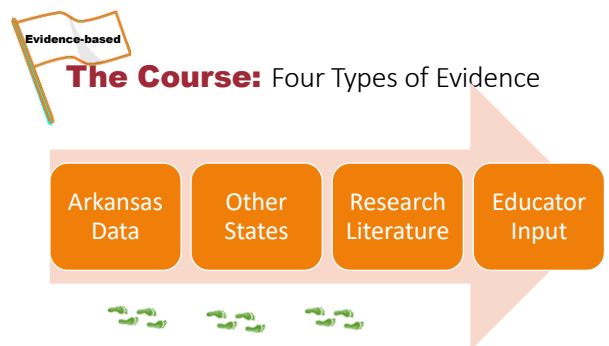 Evidence-based
The Course: Four Types of Evidence
Arkansas
Data
Other
States
Research
Literature
Educator
Input